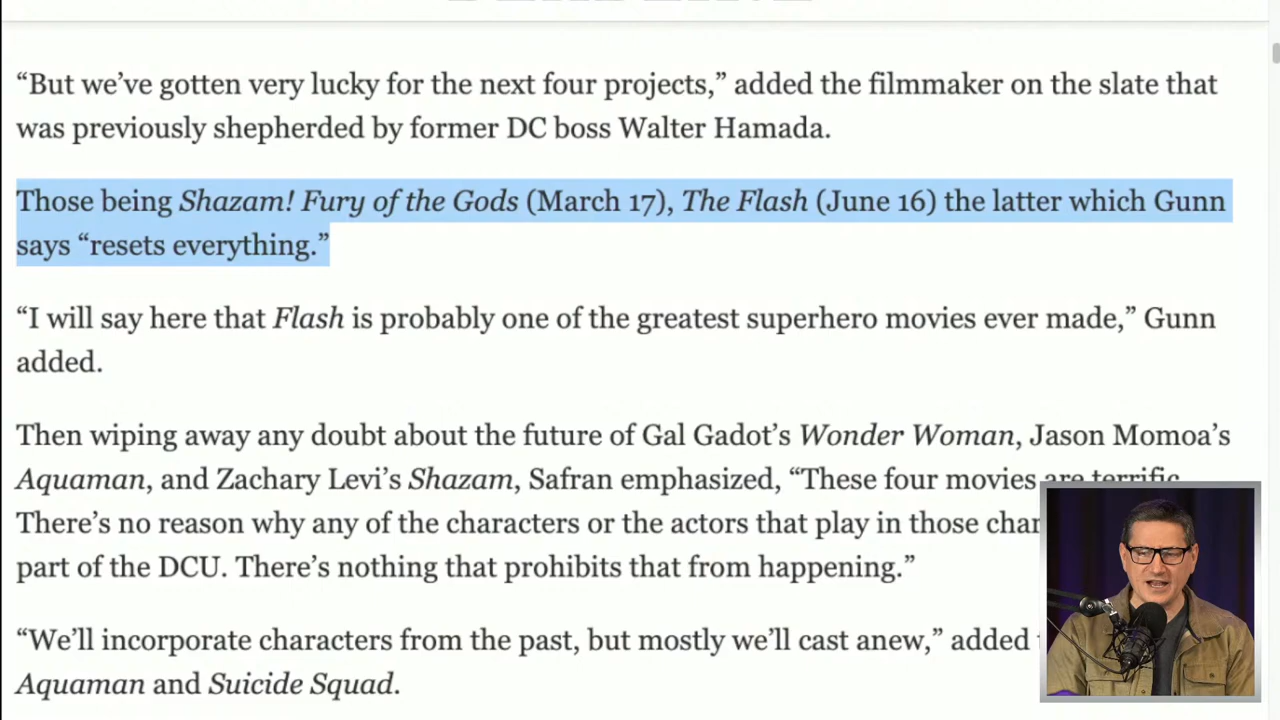 “But we’ve gotten very lucky for the next four projects,” added the filmmaker on the slate that
was previously shepherded by former DC boss Walter Hamada.
Those being Shazam! Fury of the Gods (March 17), The Flash (June 16) the latter which Gunn
says “resets everything.”
“I will say here that Flash is probably one of the greatest superhero movies ever made,” Gunn
added.
Then wiping away any doubt about the future of Gal Gadot’s Wonder Woman, Jason Momoa’s
Aquaman, and Zachary Levi’s Shazam, Safran emphasized, “These four movies are terrific
There’s no reason why any of the characters or the actors that play in those char
part of the DCU. There’s nothing that prohibits that from happening.”
“We’ll incorporate characters from the past, but mostly we’ll cast anew,” added
Aquaman and Suicide Squad.